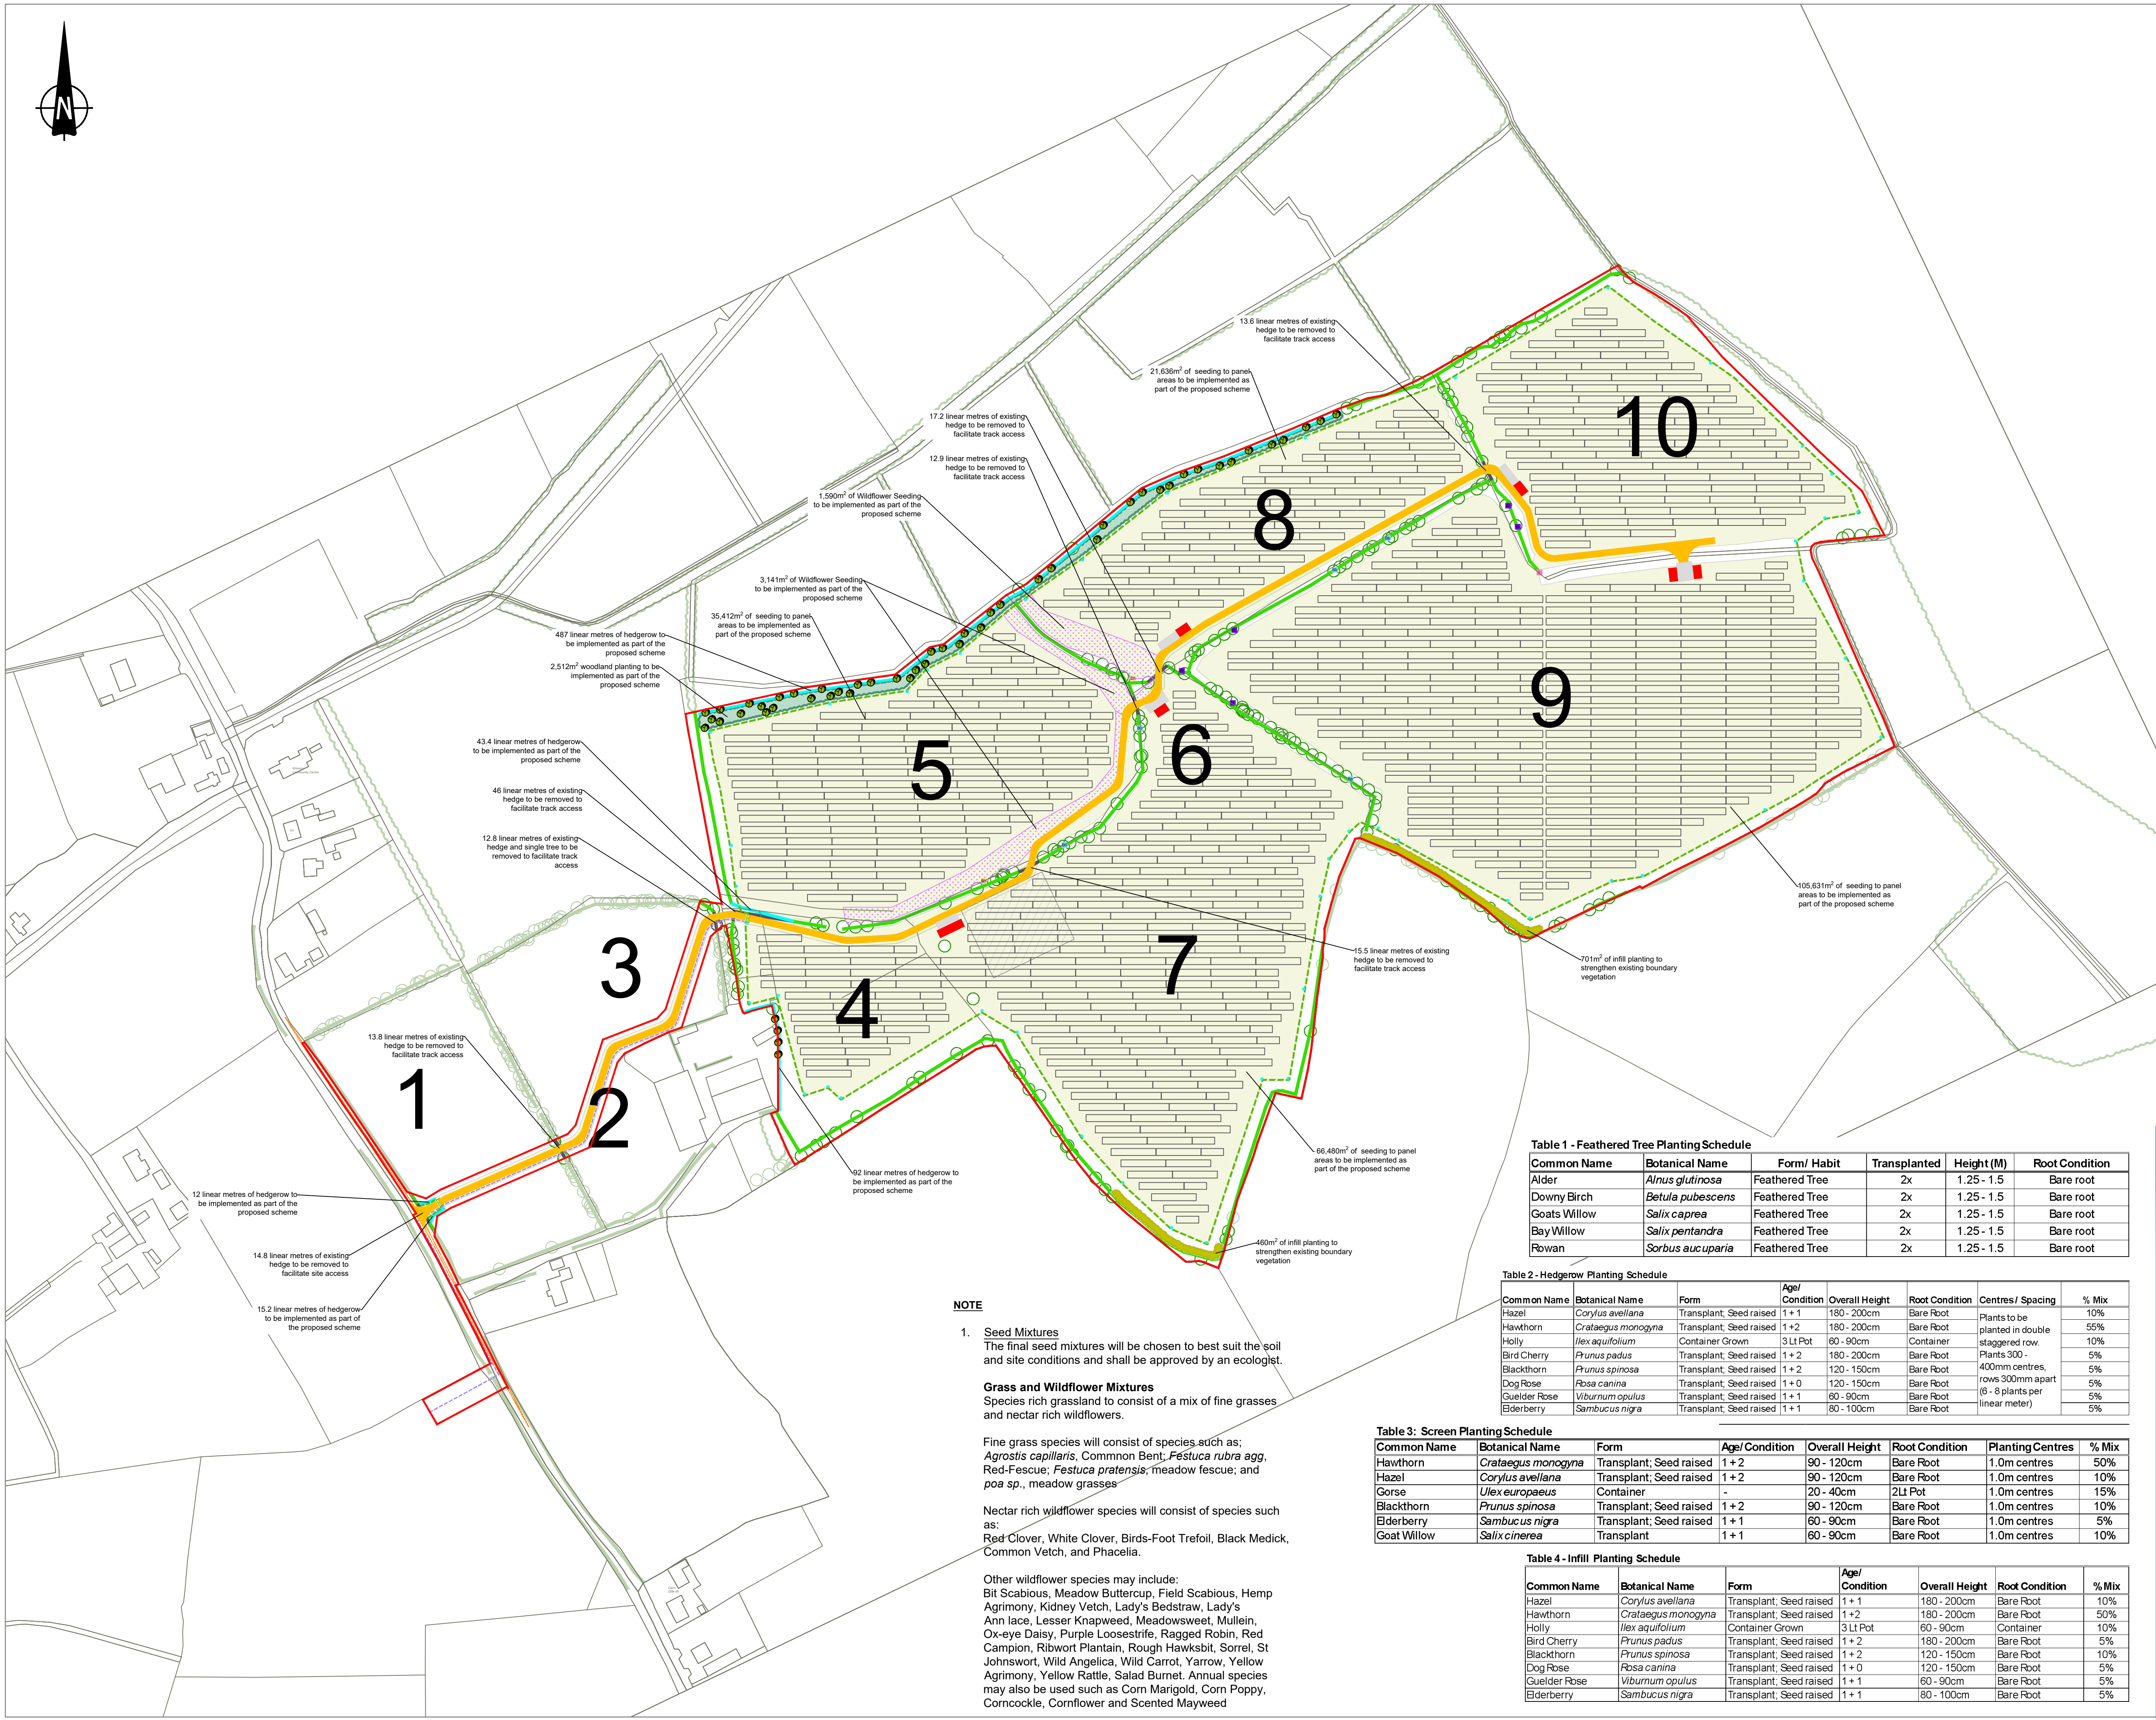 N
13.6 linear metres of existing
hedge to be removed to
facilitate track access
21,636m² of seeding to panel
areas to be implemented as
part of the proposed scheme
17.2 linear metres of existing
hedge to be removed to
facilitate track access
12.9 linear metres of existing
hedge to be removed to
facilitate track access
1,590m² of Wildflower Seeding
to be implemented as part of the
proposed scheme
3,141m² of Wildflower Seeding
to be implemented as part of the
proposed scheme
35,412m² of seeding to panel
areas to be implemented as
part of the proposed scheme
487 linear metres of hedgerow to
be implemented as part of the
proposed scheme
2,512m² woodland planting to be
implemented as part of the
proposed scheme
43.4 linear metres of hedgerow
to be implemented as part of the
proposed scheme
46 linear metres of existing
hedge to be removed to
facilitate track access
12.8 linear metres of existing
hedge and single tree to be
removed to facilitate track
access
13.8 linear metres of existing
hedge to be removed to
facilitate track access
12 linear metres of hedgerow to
be implemented as part of the
proposed scheme
14.8 linear metres of existing
hedge to be removed to
facilitate site access
15.2 linear metres of hedgerow
to be implemented as part of
the proposed scheme
10
8
9
5
6
7
4
3
2
1
105,631m² of seeding to panel
areas to be implemented as
part of the proposed scheme
15.5 linear metres of existing
hedge to be removed to
facilitate track access
701m² of infill planting to
strengthen existing boundary
vegetation
92 linear metres of hedgerow to
be implemented as part of the
proposed scheme
66,480m² of seeding to panel
areas to be implemented as
part of the proposed scheme
460m² of infill planting to
strengthen existing boundary
vegetation
NOTE
1. Seed Mixtures
The final seed mixtures will be chosen to best suit the soil
and site conditions and shall be approved by an ecologist.
Grass and Wildflower Mixtures
Species rich grassland to consist of a mix of fine grasses
and nectar rich wildflowers.
Fine grass species will consist of species such as;
Agrostis capillaris, Commnon Bent; Festuca rubra agg,
Red-Fescue; Festuca pratensis, meadow fescue; and
poa sp., meadow grasses
Nectar rich wildflower species will consist of species such
as:
Red Clover, White Clover, Birds-Foot Trefoil, Black Medick,
Common Vetch, and Phacelia.
Other wildflower species may include:
Bit Scabious, Meadow Buttercup, Field Scabious, Hemp
Agrimony, Kidney Vetch, Lady's Bedstraw, Lady's
Ann lace, Lesser Knapweed, Meadowsweet, Mullein,
Ox-eye Daisy, Purple Loosestrife, Ragged Robin, Red
Campion, Ribwort Plantain, Rough Hawksbit, Sorrel, St
Johnswort, Wild Angelica, Wild Carrot, Yarrow, Yellow
Agrimony, Yellow Rattle, Salad Burnet. Annual species
may also be used such as Corn Marigold, Corn Poppy,
Corncockle, Cornflower and Scented Mayweed
Table 1 - Feathered Tree Planting Schedule
Common Name Botanical Name Form/ Habit Transplanted Height (M) Root Condition
Alder Alnus glutinosa Feathered Tree 2x 1.25 - 1.5 Bare root
Downy Birch Betula pubescens Feathered Tree 2x 1.25 - 1.5 Bare root
Goats Willow Salix caprea Feathered Tree 2x 1.25 - 1.5 Bare root
Bay Willow Salix pentandra Feathered Tree 2x 1.25 - 1.5 Bare root
Rowan Sorbus aucuparia Feathered Tree 2x 1.25 - 1.5 Bare root
Table 2 - Hedgerow Planting Schedule
Common Name Botanical Name Form Age/ Condition Overall Height Root Condition Centres / Spacing % Mix
Hazel Corylus avellana Transplant; Seed raised 1 + 1 180 - 200cm Bare Root 10%
Hawthorn Crataegus monogyna Transplant; Seed raised 1 +2 180 - 200cm Bare Root 55%
Holly Ilex aquifolium Container Grown 3 Lt Pot 60 - 90cm Container 10%
Bird Cherry Prunus padus Transplant; Seed raised 1 + 2 180 - 200cm Bare Root 5%
Blackthorn Prunus spinosa Transplant; Seed raised 1 + 2 120 - 150cm Bare Root 5%
Dog Rose Rosa canina Transplant; Seed raised 1 + 0 120 - 150cm Bare Root 5%
Guelder Rose Viburnum opulus Transplant; Seed raised 1 + 1 60 - 90cm Bare Root 5%
Elderberry Sambucus nigra Transplant; Seed raised 1 + 1 80 - 100cm Bare Root 5%
Plants to be
planted in double
staggered row.
Plants 300 -
400mm centres,
rows 300mm apart
(6 - 8 plants per
linear meter)
Table 3: Screen Planting Schedule
Common Name Botanical Name Form Age/ Condition Overall Height Root Condition Planting Centres % Mix
Hawthorn Crataegus monogyna Transplant; Seed raised 1 + 2 90 - 120cm Bare Root 1.0m centres 50%
Hazel Corylus avellana Transplant; Seed raised 1 + 2 90 - 120cm Bare Root 1.0m centres 10%
Gorse Ulex europaeus Container - 20 - 40cm 2Lt Pot 1.0m centres 15%
Blackthorn Prunus spinosa Transplant; Seed raised 1 + 2 90 - 120cm Bare Root 1.0m centres 10%
Elderberry Sambucus nigra Transplant; Seed raised 1 + 1 60 - 90cm Bare Root 1.0m centres 5%
Goat Willow Salix cinerea Transplant 1 + 1 60 - 90cm Bare Root 1.0m centres 10%
Table 4 - Infill Planting Schedule
Common Name Botanical Name Form Age/ Condition Overall Height Root Condition % Mix
Hazel Corylus avellana Transplant; Seed raised 1 + 1 180 - 200cm Bare Root 10%
Hawthorn Crataegus monogyna Transplant; Seed raised 1 +2 180 - 200cm Bare Root 50%
Holly Ilex aquifolium Container Grown 3 Lt Pot 60 - 90cm Container 10%
Bird Cherry Prunus padus Transplant; Seed raised 1 + 2 180 - 200cm Bare Root 5%
Blackthorn Prunus spinosa Transplant; Seed raised 1 + 2 120 - 150cm Bare Root 10%
Dog Rose Rosa canina Transplant; Seed raised 1 + 0 120 - 150cm Bare Root 5%
Guelder Rose Viburnum opulus Transplant; Seed raised 1 + 1 60 - 90cm Bare Root 5%
Elderberry Sambucus nigra Transplant; Seed raised 1 + 1 80 - 100cm Bare Root 5%